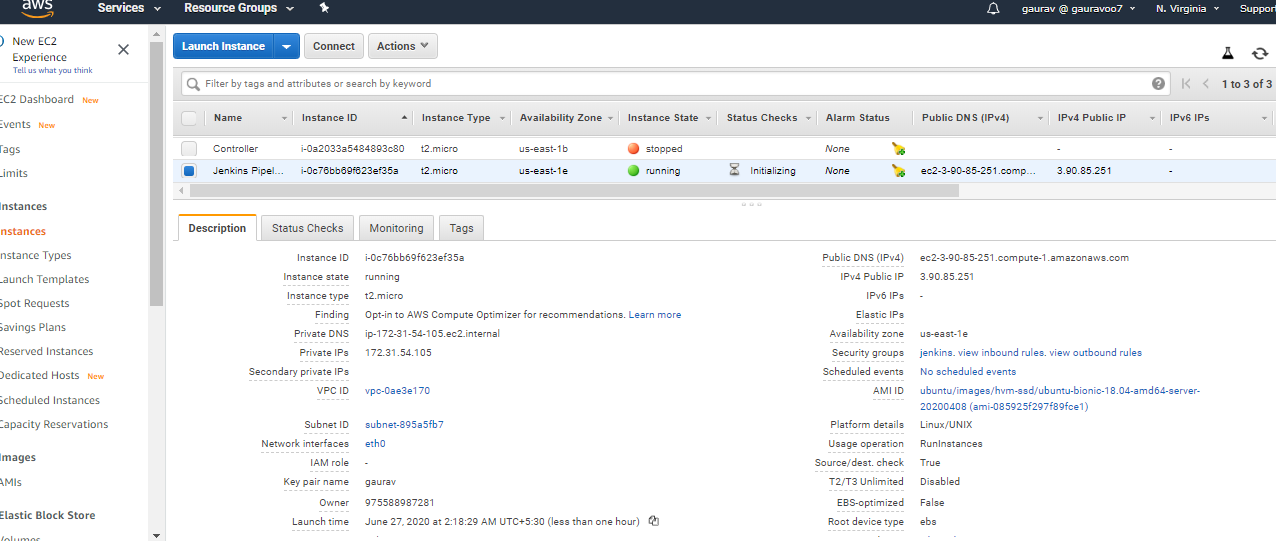 aws Services Resource Groups gaurav @ gauravoo7 N. Virginia Support
New EC2
Experience
Tell us what you think
EC2 Dashboard New
Events New
Tags
Limits
Instances
Instances
Instance Types
Launch Templates
Spot Requests
Savings Plans
Reserved Instances
Dedicated Hosts New
Scheduled Instances
Capacity Reservations
Images
AMIs
Elastic Block Store
Volumes
Launch Instance Connect Actions
Filter by tags and attributes or search by keyword 1 to 3 of 3
Name Instance ID Instance Type Availability Zone Instance State Status Checks Alarm Status Public DNS (IPv4) IPv4 Public IP IPv6 IPs
Controller i-0a2033a5484893c80 t2.micro us-east-1b stopped None - -
Jenkins Pipel... i-0c76bb69f623ef35a t2.micro us-east-1e running Initializing None ec2-3-90-85-251.comp... 3.90.85.251 -
Description Status Checks Monitoring Tags
Instance ID i-0c76bb69f623ef35a
Instance state running
Instance type t2.micro
Finding Opt-in to AWS Compute Optimizer for recommendations. Learn more
Private DNS ip-172-31-54-105.ec2.internal
Private IPs 172.31.54.105
Secondary private IPs
VPC ID vpc-0ae3e170
Subnet ID subnet-895a5fb7
Network interfaces eth0
IAM role -
Key pair name gaurav
Owner 975588987281
Launch time June 27, 2020 at 2:18:29 AM UTC+5:30 (less than one hour)
Public DNS (IPv4) ec2-3-90-85-251.compute-1.amazonaws.com
IPv4 Public IP 3.90.85.251
IPv6 IPs -
Elastic IPs
Availability zone us-east-1e
Security groups jenkins. view inbound rules. view outbound rules
Scheduled events No scheduled events
AMI ID ubuntu/images/hvm-ssd/ubuntu-bionic-18.04-amd64-server-
20200408 (ami-085925f297f89fce1)
Platform details Linux/UNIX
Usage operation RunInstances
Source/dest. check True
T2/T3 Unlimited Disabled
EBS-optimized False
Root device type ebs